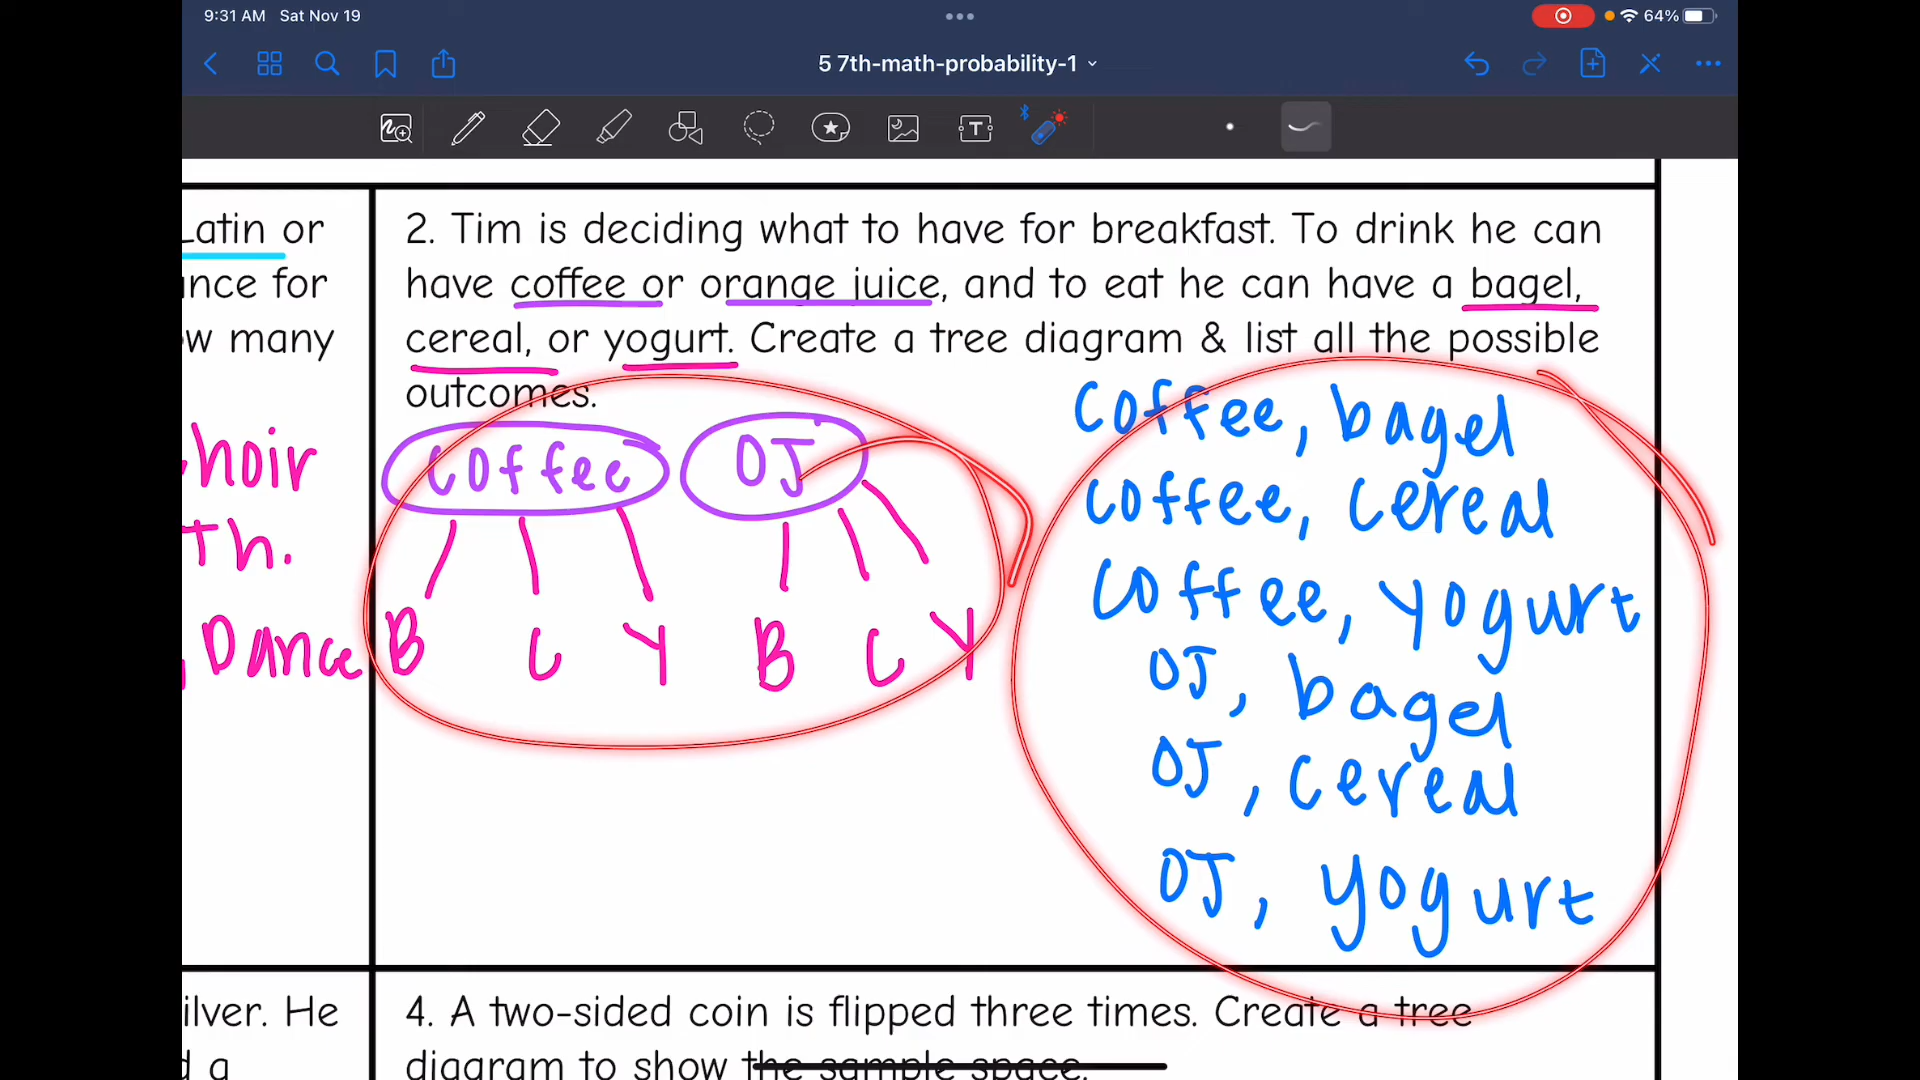 9:31 AM Sat Nov 19
64%
5 7th-math-probability-1
Latin or
ance for
ow many
hoir
th.
, Dance
2. Tim is deciding what to have for breakfast. To drink he can
have coffee or orange juice, and to eat he can have a bagel,
cereal, or yogurt. Create a tree diagram & list all the possible
outcomes.
Coffee OJ
B C Y B C Y
Coffee, bagel
Coffee, Cereal
Coffee, yogurt
OJ, bagel
OJ, Cereal
OJ, yogurt
ilver. He
d a
4. A two-sided coin is flipped three times. Create a tree
diagram to show the sample space.